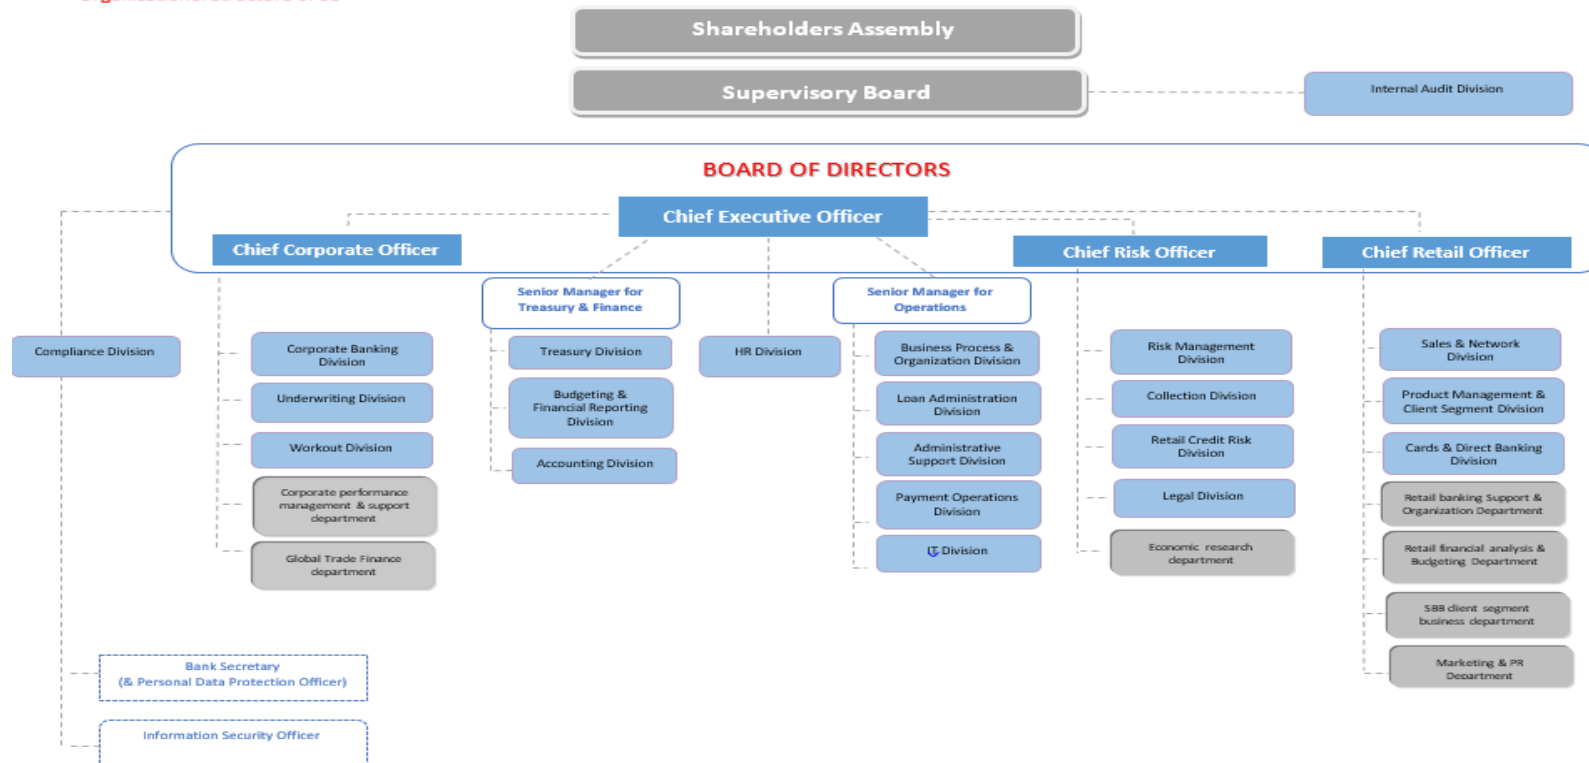 Shareholders Assembly
Supervisory Board
Internal Audit Division
BOARD OF DIRECTORS
Chief Executive Officer
Chief Corporate Officer
Chief Risk Officer
Chief Retail Officer
Senior Manager for
Treasury & Finance
Senior Manager for
Operations
Compliance Division
Corporate Banking
Division
Underwriting Division
Workout Division
Corporate performance
management & support
department
Global Trade Finance
department
Treasury Division
Budgeting &
Financial Reporting
Division
Accounting Division
HR Division
Business Process &
Organization Division
Loan Administration
Division
Administrative
Support Division
Payment Operations
Division
IT Division
Risk Management
Division
Collection Division
Retail Credit Risk
Division
Legal Division
Economic research
department
Sales & Network
Division
Product Management &
Client Segment Division
Cards & Direct Banking
Division
Retail banking Support &
Organization Department
Retail financial analysis &
Budgeting Department
SBB client segment
business department
Marketing & PR
Department
Bank Secretary
(& Personal Data Protection Officer)
Information Security Officer